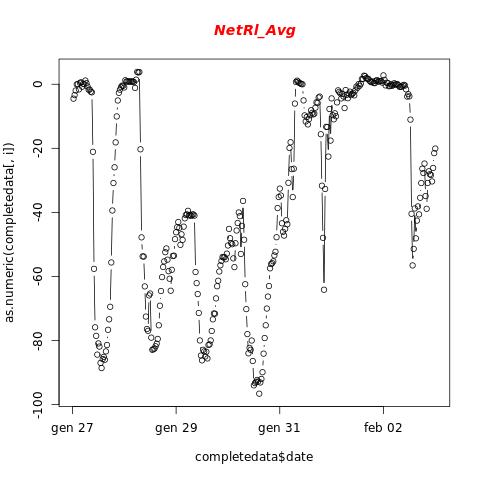 NetRl_Avg
as.numeric(completedata[, i])
0
-20
-40
-60
-80
-100
gen 27
gen 29
gen 31
feb 02
completedata$date